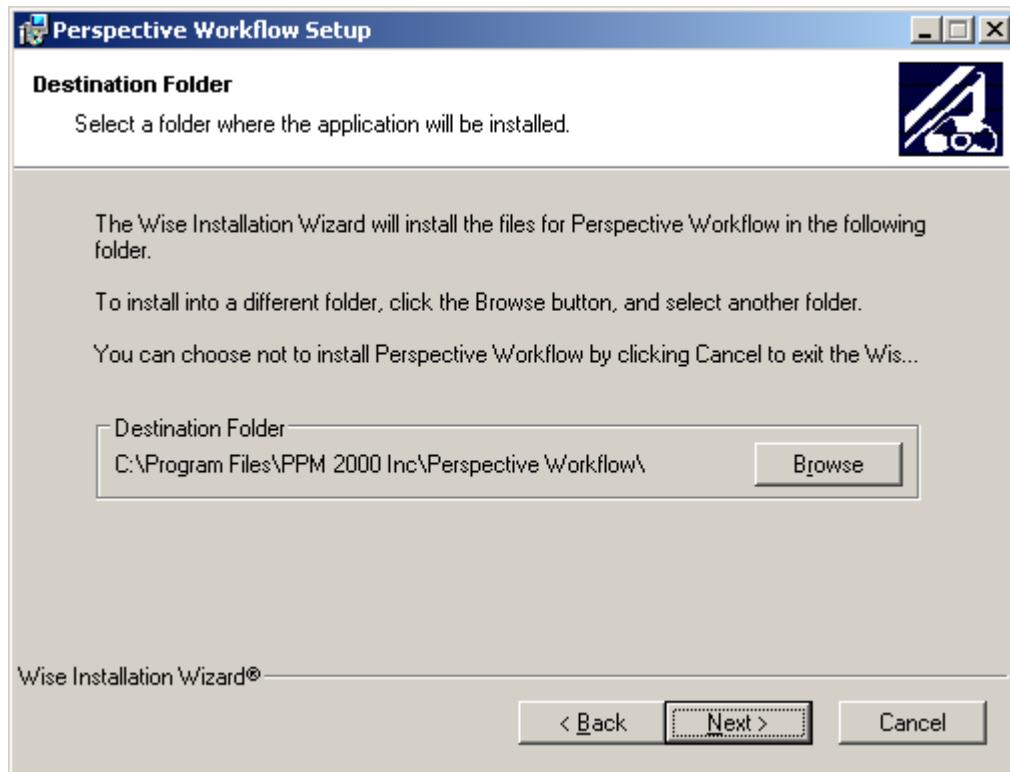 Perspective Workflow Setup
Destination Folder
Select a folder where the application will be installed.
The Wise Installation Wizard will install the files for Perspective Workflow in the following
folder.
To install into a different folder, click the Browse button, and select another folder.
You can choose not to install Perspective Workflow by clicking Cancel to exit the Wis...
Destination Folder
C:\Program Files\PPM 2000 Inc\Perspective Workflow\
Browse
Wise Installation Wizard®
< Back
Next >
Cancel